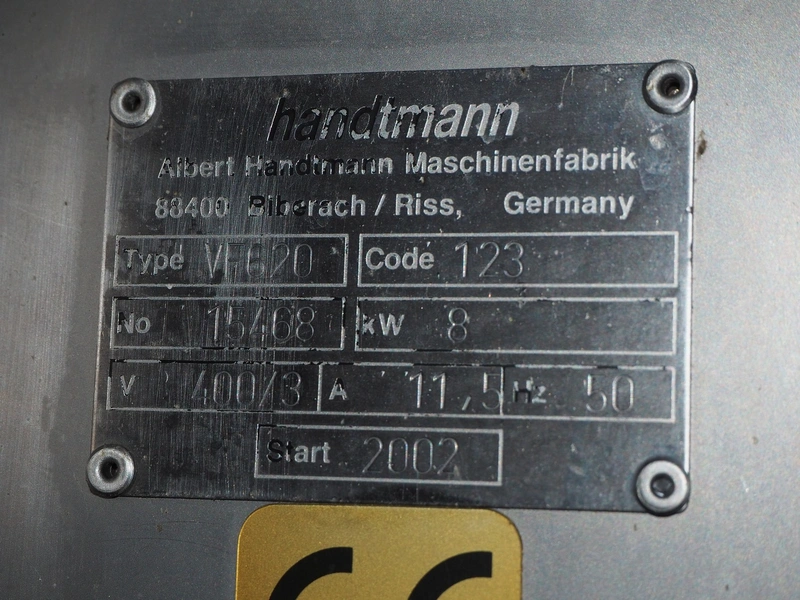 handtmann
Albert Handtmann Maschinenfabrik
88400 Biberach / Riss, Germany
Type VF620 Code 123
No 15468 kW 8
V 400/3 A 11,5 Hz 50
Start 2002
CE